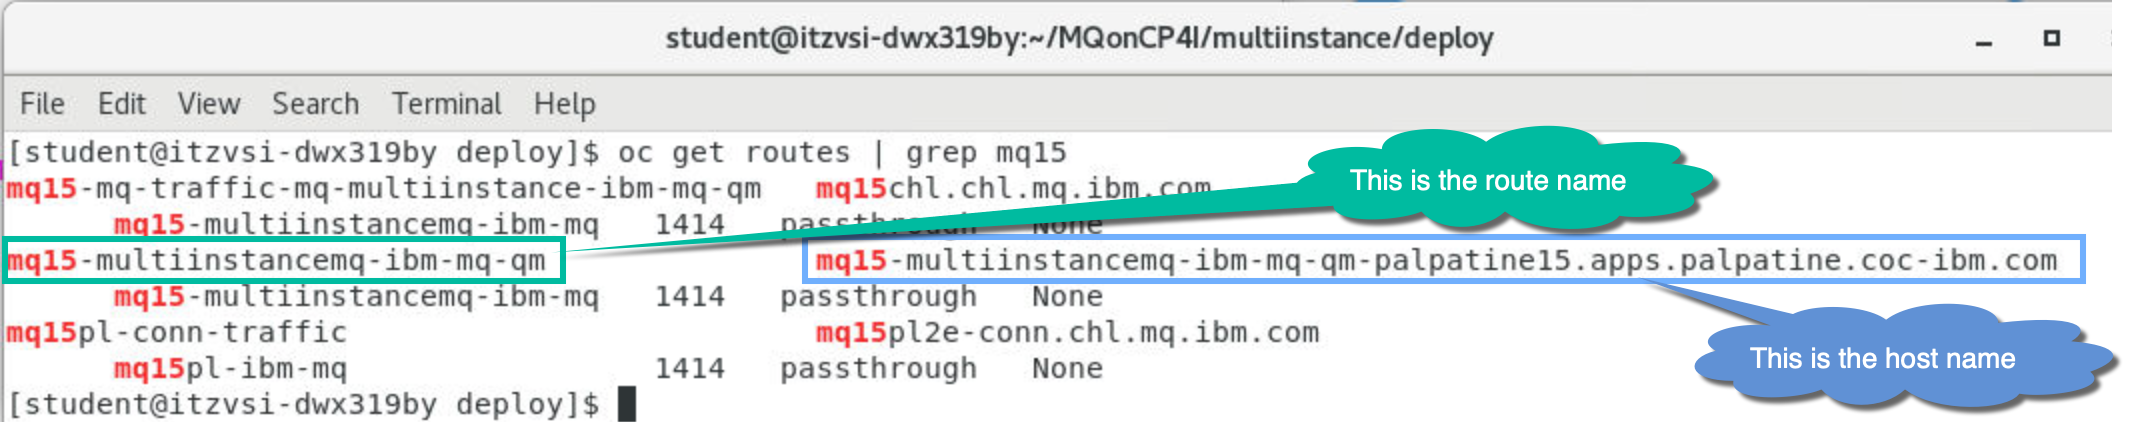 student@itzvsi-dwx319by:~/MQonCP4I/multiinstance/deploy
File Edit View Search Terminal Help
[student@itzvsi-dwx319by deploy]$ oc get routes | grep mq15
mq15-mq-traffic-mq-multiinstance-ibm-mq-qm mq15chl.chl.mq.ibm.com
This is the route name
mq15-multiinstancemq-ibm-mq 1414 passthrough None
mq15-multiinstancemq-ibm-mq-qm mq15-multiinstancemq-ibm-mq-qm-palpatine15.apps.palpatine.coc-ibm.com
mq15-multiinstancemq-ibm-mq 1414 passthrough None
mq15pl-conn-traffic mq15pl2e-conn.chl.mq.ibm.com
This is the host name
mq15pl-ibm-mq 1414 passthrough None
[student@itzvsi-dwx319by deploy]$